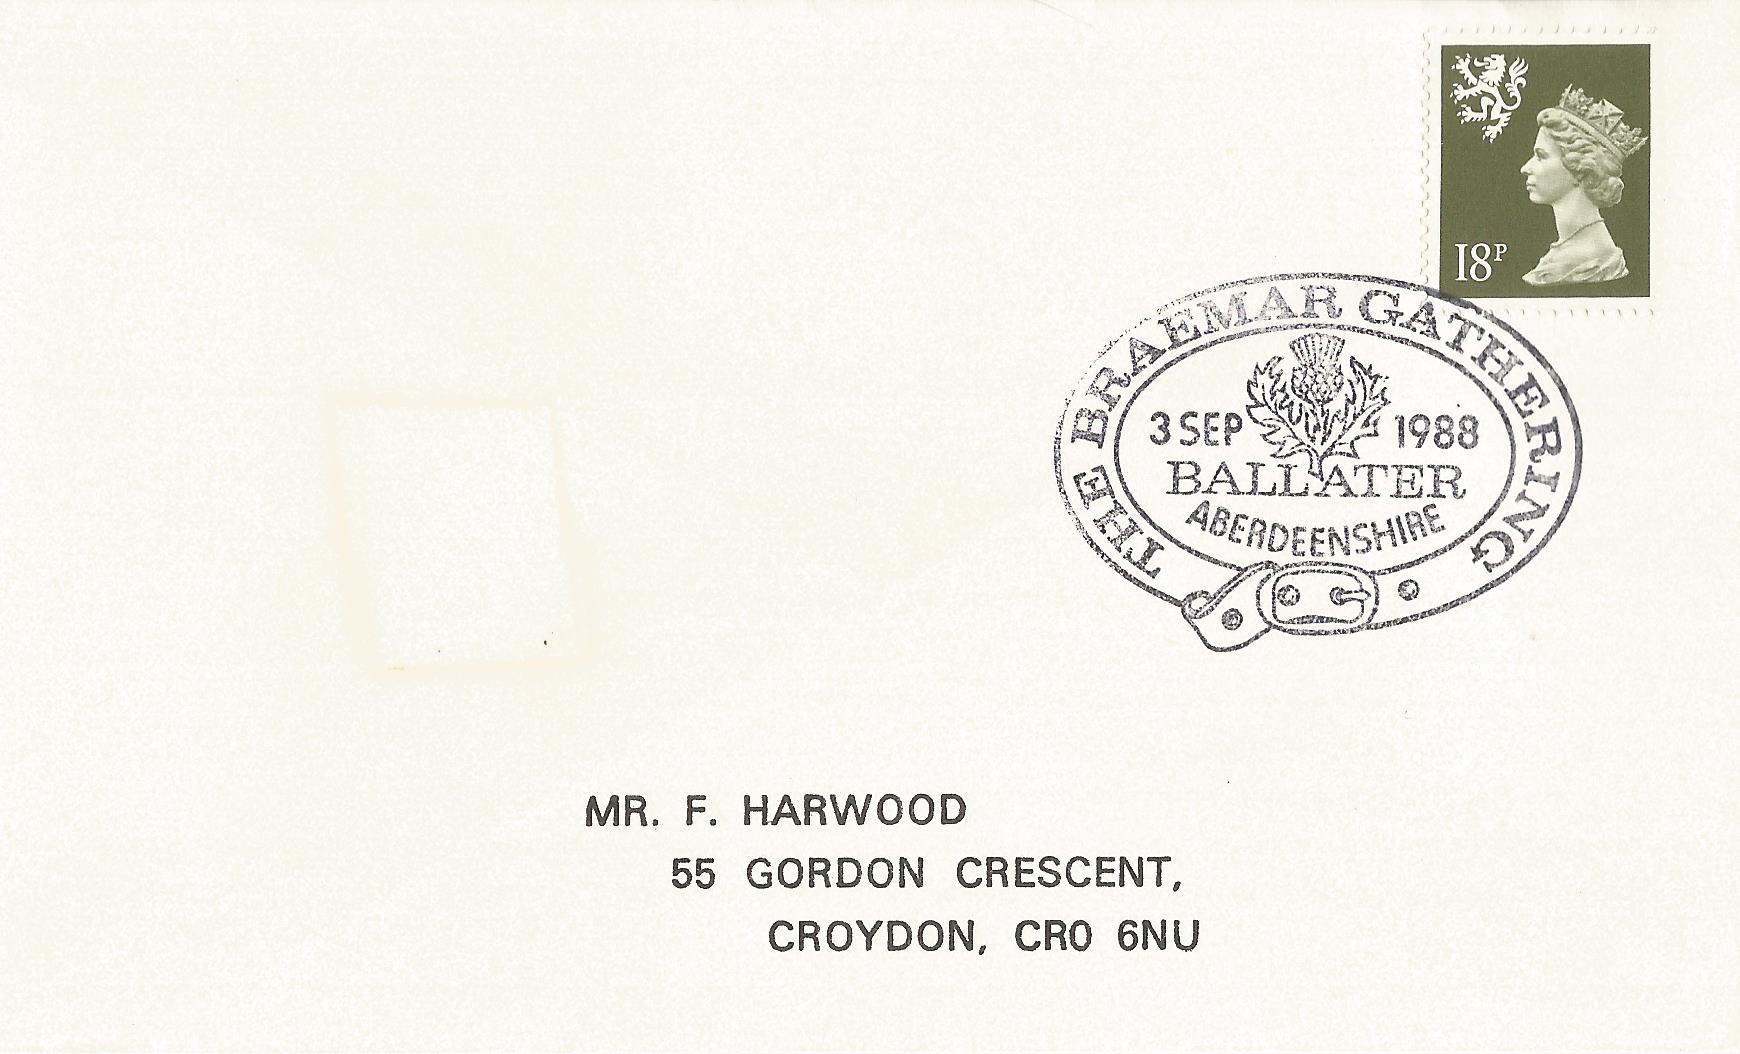 18P
THE BRAEMAR GATHERING
3 SEP 1988
BALLATER
ABERDEENSHIRE
MR. F. HARWOOD
55 GORDON CRESCENT,
CROYDON, CR0 6NU